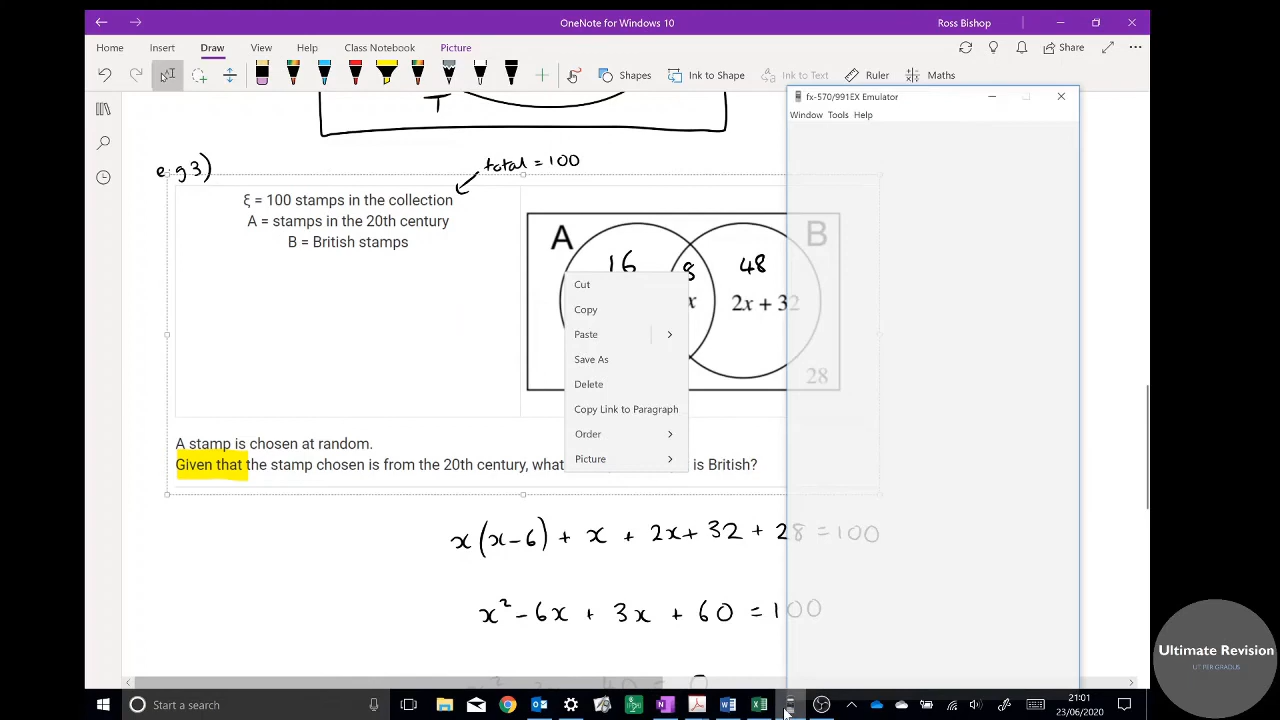 OneNote for Windows 10
Ross Bishop
Home
Insert
Draw
View
Help
Class Notebook
Picture
Share
Shapes
Ink to Shape
Ink to Text
Ruler
Maths
fx-570/991EX Emulator
Window Tools Help
T
e.g 3)
total = 100
ξ = 100 stamps in the collection
A = stamps in the 20th century
B = British stamps
A
B
16
8
48
x
2x + 32
28
Cut
Copy
Paste
Save As
Delete
Copy Link to Paragraph
Order
Picture
A stamp is chosen at random.
Given that the stamp chosen is from the 20th century, what is British?
x(x-6) + x + 2x + 32 + 28 = 100
x² - 6x + 3x + 60 = 100
Ultimate Revision
UT PER GRADUS
Start a search
21:01
23/06/2020